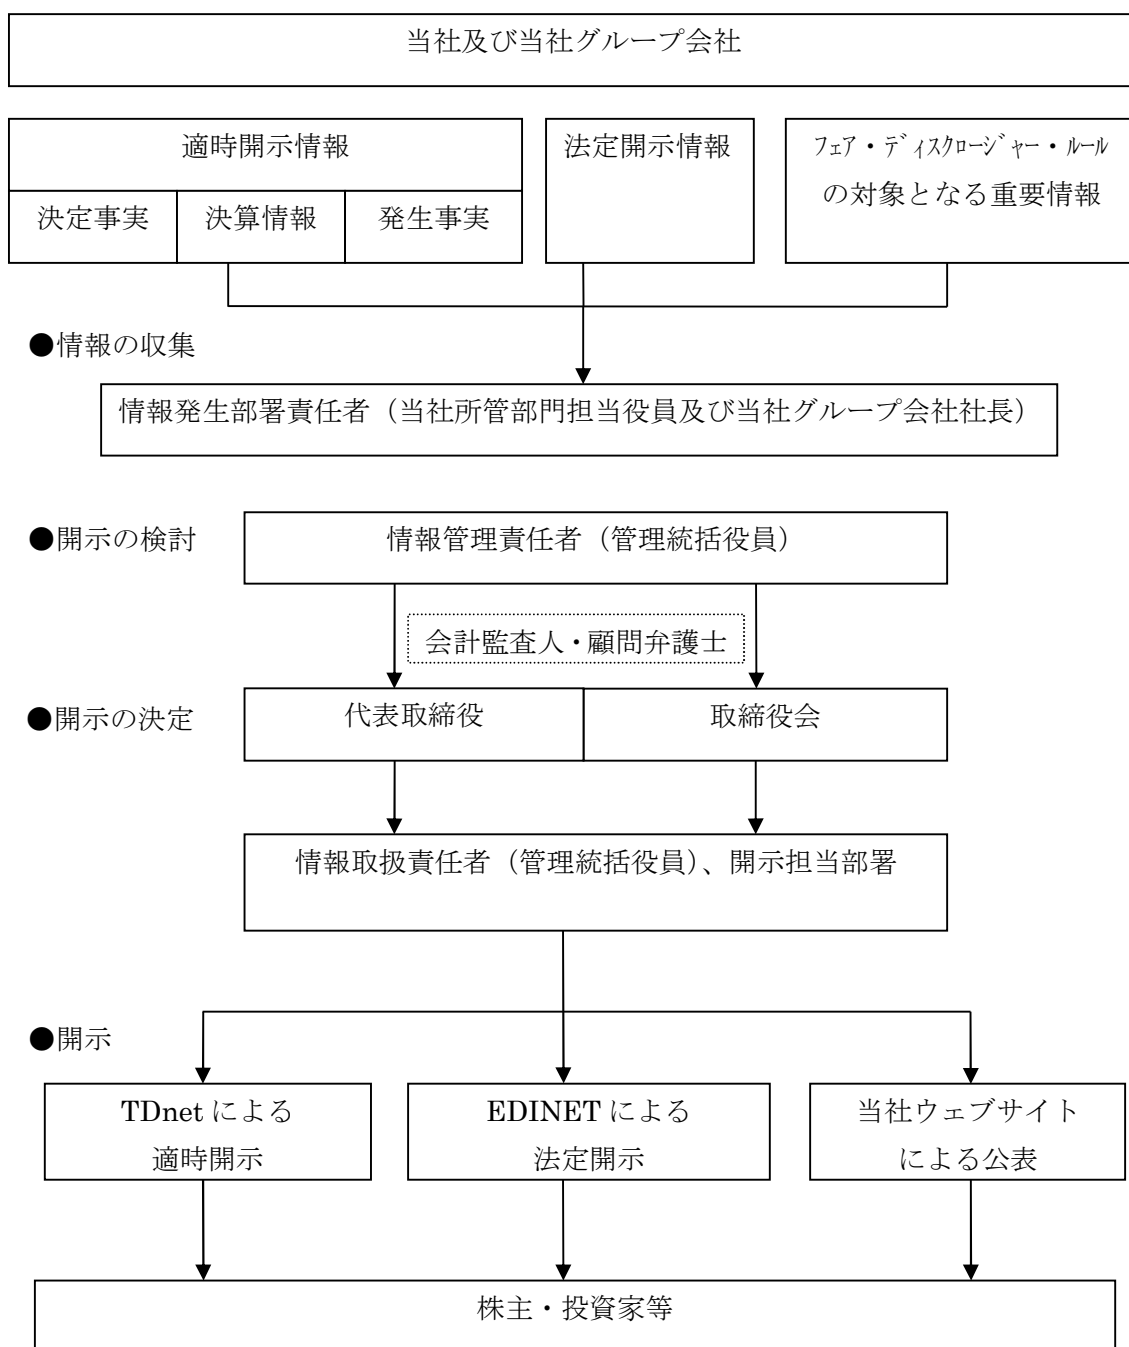 当社及び当社グループ会社
適時開示情報
決定事実
決算情報
発生事実
法定開示情報
フェア・ディスクロージャー・ルール
の対象となる重要情報
●情報の収集
情報発生部署責任者（当社所管部門担当役員及び当社グループ会社社長）
●開示の検討
情報管理責任者（管理統括役員）
会計監査人・顧問弁護士
●開示の決定
代表取締役
取締役会
情報取扱責任者（管理統括役員）、開示担当部署
●開示
TDnet による
適時開示
EDINET による
法定開示
当社ウェブサイト
による公表
株主・投資家等